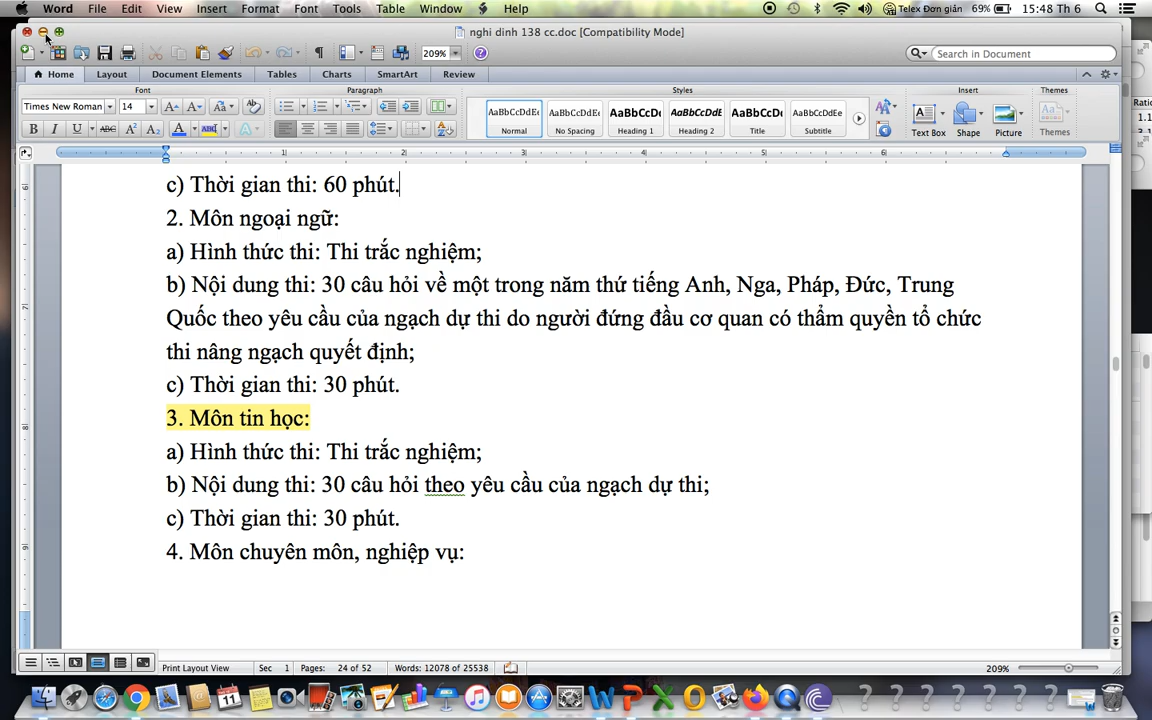 Word File Edit View Insert Format Font Tools Table Window Help Telex Đơn giản 69% 15:48 Th 6
nghi dinh 138 cc.doc [Compatibility Mode]
209% Search in Document
Home Layout Document Elements Tables Charts SmartArt Review
Font Paragraph Styles Insert Themes
Times New Roman 14
AaBbCcDdEe AaBbCcDdEe AaBbCcDc AaBbCcDdE AaBbCcDc AaBbCcDdEe
Normal No Spacing Heading 1 Heading 2 Title Subtitle Text Box Shape Picture Themes
c) Thời gian thi: 60 phút.
2. Môn ngoại ngữ:
a) Hình thức thi: Thi trắc nghiệm;
b) Nội dung thi: 30 câu hỏi về một trong năm thứ tiếng Anh, Nga, Pháp, Đức, Trung
Quốc theo yêu cầu của ngạch dự thi do người đứng đầu cơ quan có thẩm quyền tổ chức
thi nâng ngạch quyết định;
c) Thời gian thi: 30 phút.
3. Môn tin học:
a) Hình thức thi: Thi trắc nghiệm;
b) Nội dung thi: 30 câu hỏi theo yêu cầu của ngạch dự thi;
c) Thời gian thi: 30 phút.
4. Môn chuyên môn, nghiệp vụ:
Print Layout View Sec 1 Pages: 24 of 52 Words: 12078 of 25538 209%